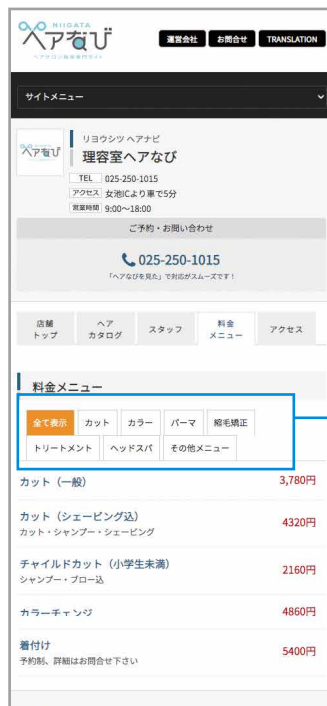 NIIGATA
ヘアなび
運営会社 お問合せ TRANSLATION
サイトメニュー
ヘアなび
リヨウシツ ヘアナビ
理容室ヘアなび
TEL 025-250-1015
アクセス 女池ICより車で5分
営業時間 9:00〜18:00
ご予約・お問い合わせ
025-250-1015
「ヘアなびを見た」で対応がスムーズです！
店舗トップ ヘアカタログ スタッフ 料金メニュー アクセス
料金メニュー
全て表示 カット カラー パーマ 縮毛矯正
トリートメント ヘッドスパ その他メニュー
カット（一般） 3,780円
カット（シェービング込） 4320円
カット・シャンプー・シェービング
チャイルドカット（小学生未満） 2160円
シャンプー・ブロー込
カラーチェンジ 4860円
着付け 5400円
予約制、詳細はお問合せ下さい